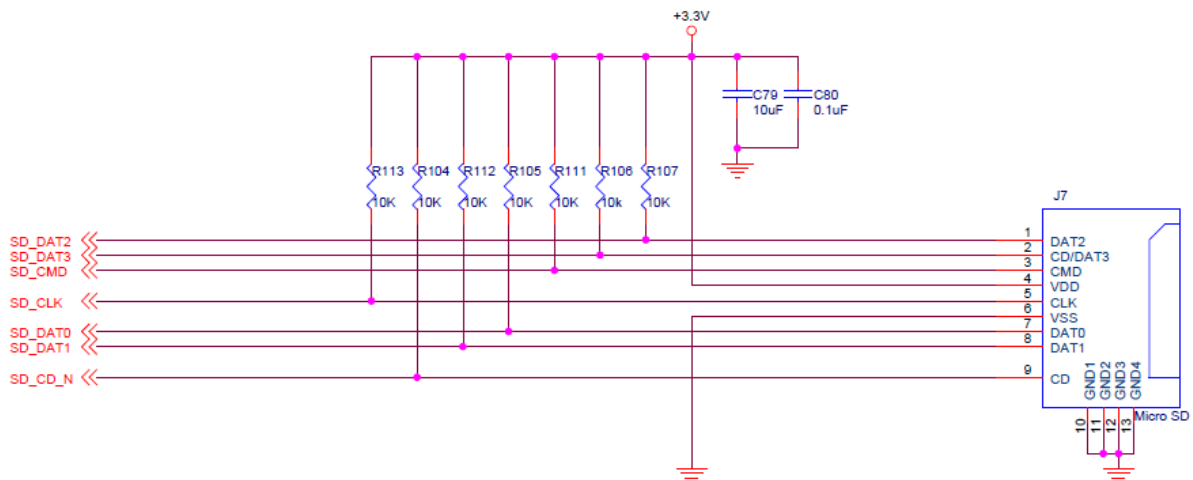 +3.3V
C79
10uF
C80
0.1uF
R113
10K
R104
10K
R112
10K
R105
10K
R111
10K
R106
10k
R107
10K
J7
SD_DAT2
1
DAT2
SD_DAT3
2
CD/DAT3
SD_CMD
3
CMD
4
VDD
SD_CLK
5
CLK
6
VSS
SD_DAT0
7
DAT0
SD_DAT1
8
DAT1
SD_CD_N
9
CD
GND1
GND2
GND3
GND4
Micro SD
10
11
12
13